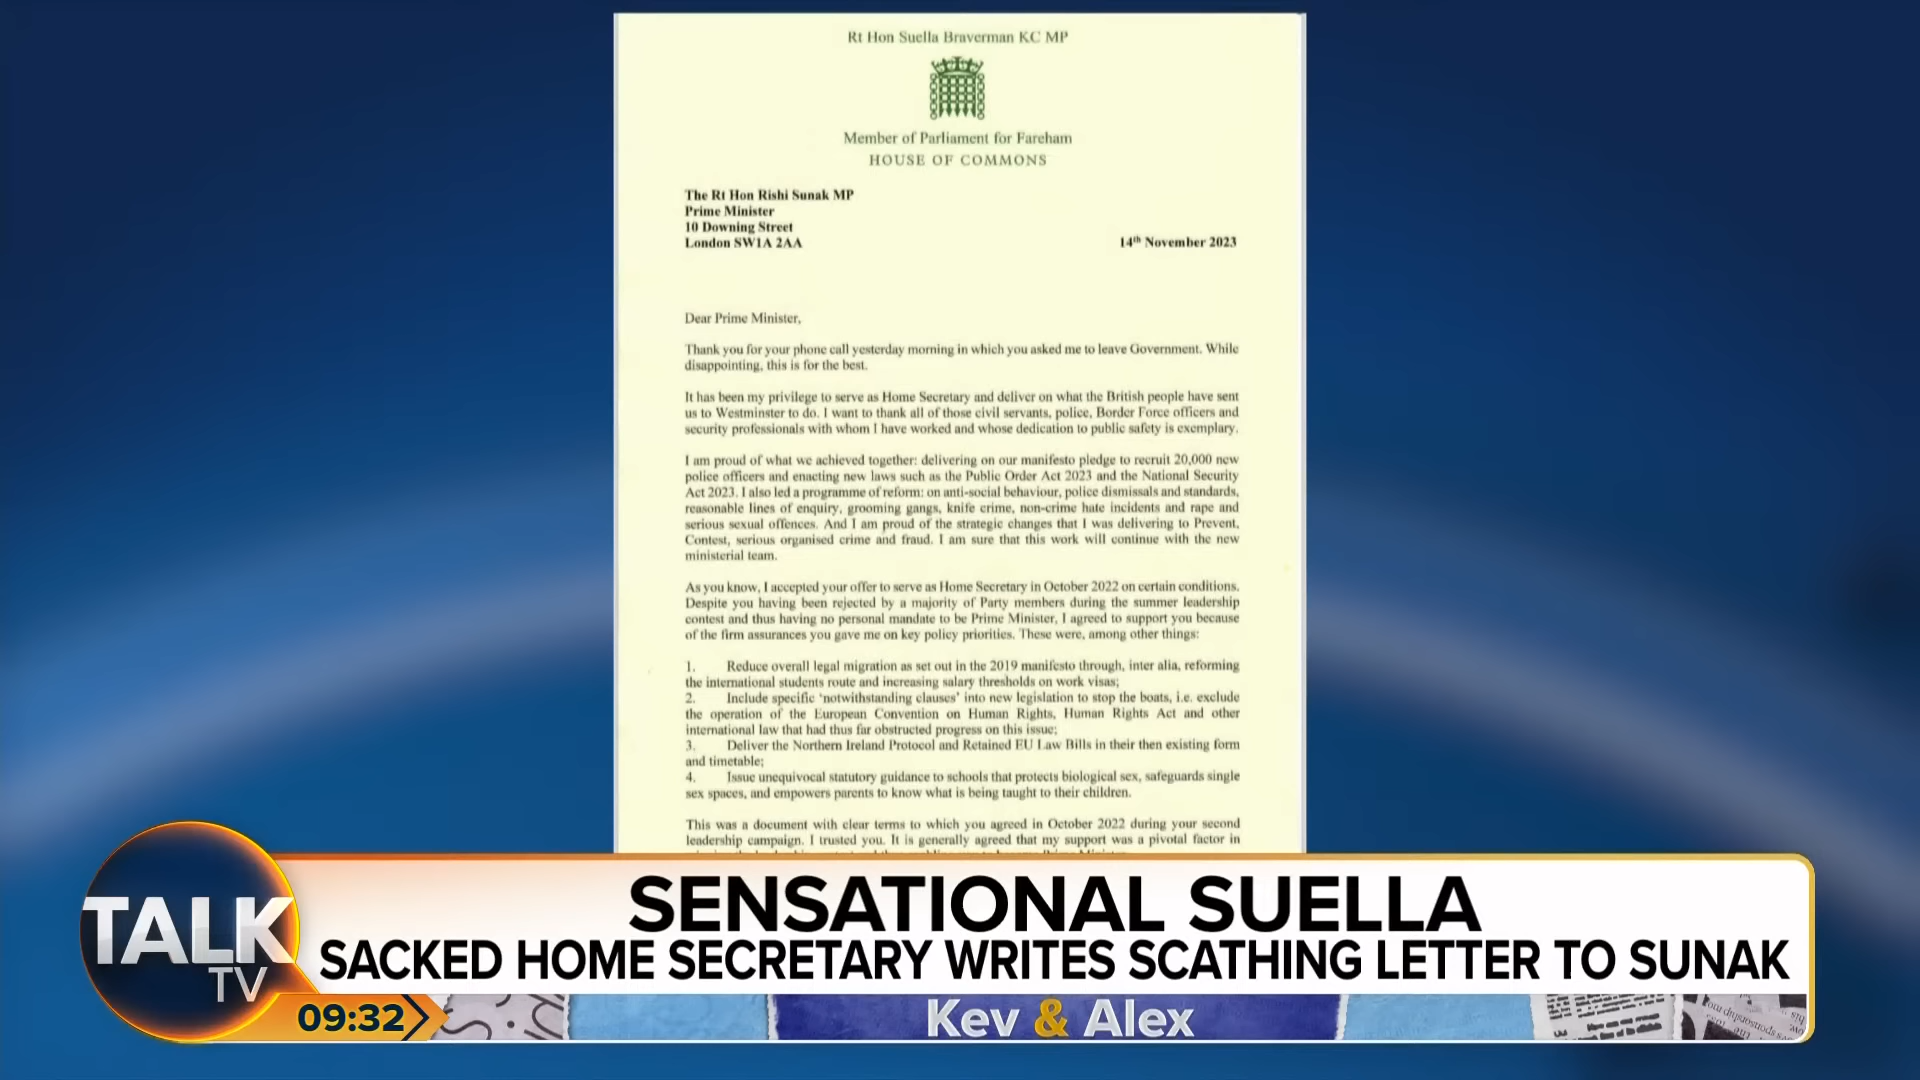 Rt Hon Suella Braverman KC MP
Member of Parliament for Fareham
HOUSE OF COMMONS
The Rt Hon Rishi Sunak MP
Prime Minister
10 Downing Street
London SW1A 2AA
14th November 2023
Dear Prime Minister,
Thank you for your phone call yesterday morning in which you asked me to leave Government. While
disappointing, this is for the best.
It has been my privilege to serve as Home Secretary and deliver on what the British people have sent
us to Westminster to do. I want to thank all of those civil servants, police, Border Force officers and
security professionals with whom I have worked and whose dedication to public safety is exemplary.
I am proud of what we achieved together: delivering on our manifesto pledge to recruit 20,000 new
police officers and enacting new laws such as the Public Order Act 2023 and the National Security
Act 2023. I also led a programme of reform: on anti-social behaviour, police dismissals and standards,
reasonable lines of enquiry, grooming gangs, knife crime, non-crime hate incidents and rape and
serious sexual offences. And I am proud of the strategic changes that I was delivering to Prevent,
Contest, serious organised crime and fraud. I am sure that this work will continue with the new
ministerial team.
As you know, I accepted your offer to serve as Home Secretary in October 2022 on certain conditions.
Despite you having been rejected by a majority of Party members during the summer leadership
contest and thus having no personal mandate to be Prime Minister, I agreed to support you because
of the firm assurances you gave me on key policy priorities. These were, among other things:
1. Reduce overall legal migration as set out in the 2019 manifesto through, inter alia, reforming
the international students route and increasing salary thresholds on work visas;
2. Include specific 'notwithstanding clauses' into new legislation to stop the boats, i.e. exclude
the operation of the European Convention on Human Rights, Human Rights Act and other
international law that had thus far obstructed progress on this issue;
3. Deliver the Northern Ireland Protocol and Retained EU Law Bills in their then existing form
and timetable;
4. Issue unequivocal statutory guidance to schools that protects biological sex, safeguards single
sex spaces, and empowers parents to know what is being taught to their children.
This was a document with clear terms to which you agreed in October 2022 during your second
leadership campaign. I trusted you. It is generally agreed that my support was a pivotal factor in
SENSATIONAL SUELLA
SACKED HOME SECRETARY WRITES SCATHING LETTER TO SUNAK
TALK
TV
09:32
Kev & Alex